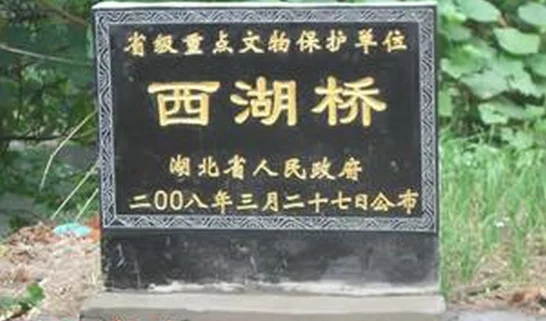 省级重点文物保护单位
西湖桥
湖北省人民政府
二00八年三月二十七日公布